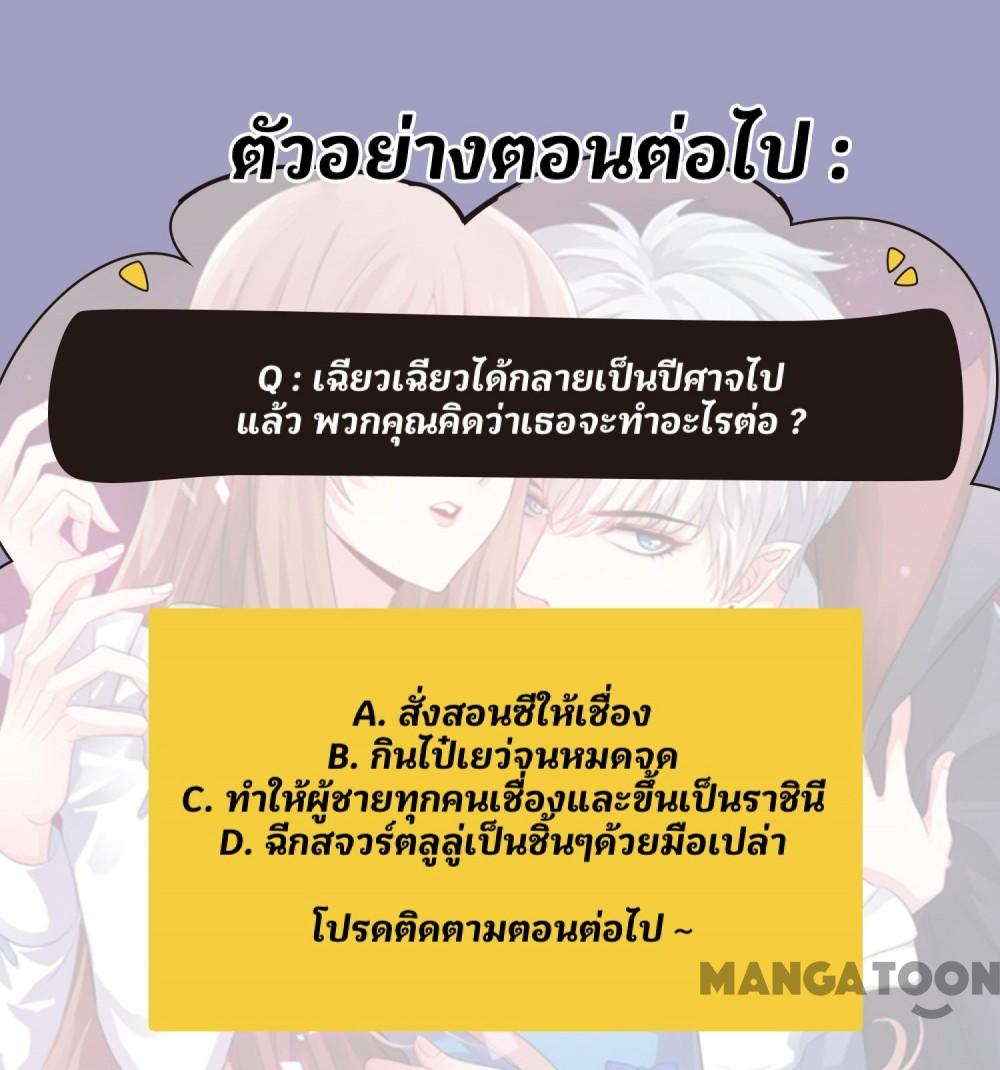 ตัวอย่างตอนต่อไป :
Q : เฉียวเฉียวได้กลายเป็นปีศาจไป
แล้ว พวกคุณคิดว่าเธอจะทำอะไรต่อ ?
A. สั่งสอนซีให้เชื่อง
B. กินไป๋เยว่จนหมดจด
C. ทำให้ผู้ชายทุกคนเชื่องและขึ้นเป็นราชินี
D. ฉีกสจวร์ตลูลู่เป็นชิ้นๆด้วยมือเปล่า
โปรดติดตามตอนต่อไป ~
MANGATOON